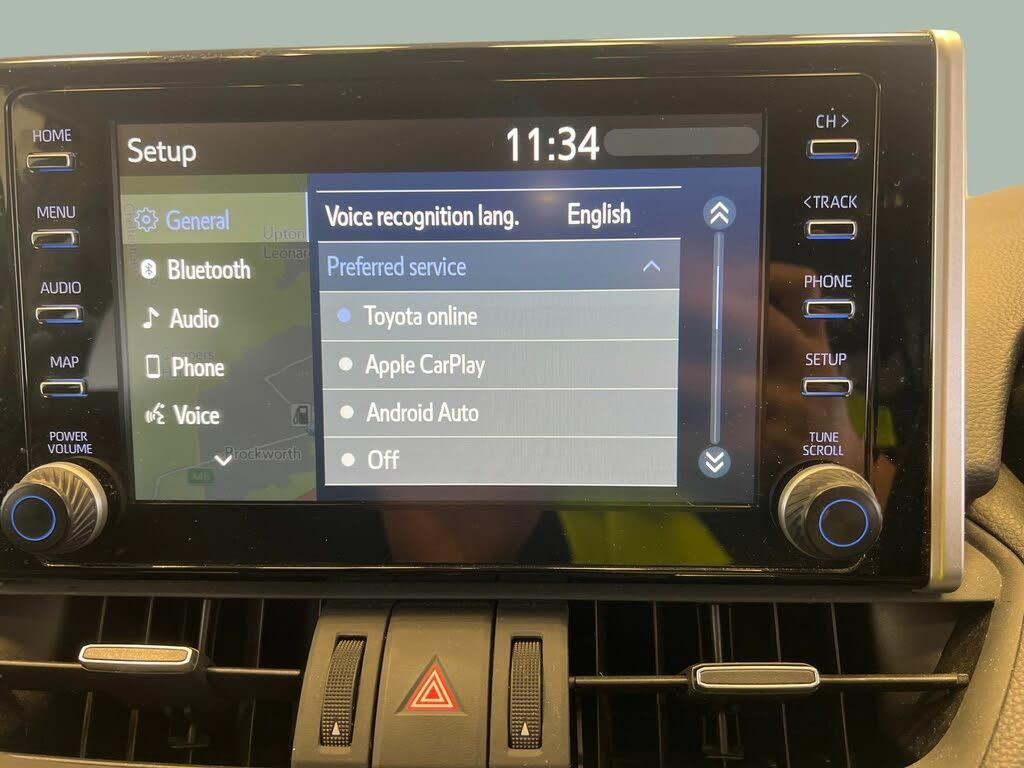 HOME
MENU
AUDIO
MAP
POWER
VOLUME
Setup
11:34
General
Bluetooth
Audio
Phone
Voice
Upton
Brockworth
Voice recognition lang. English
Preferred service
Toyota online
Apple CarPlay
Android Auto
Off
CH >
< TRACK
PHONE
SETUP
TUNE
SCROLL